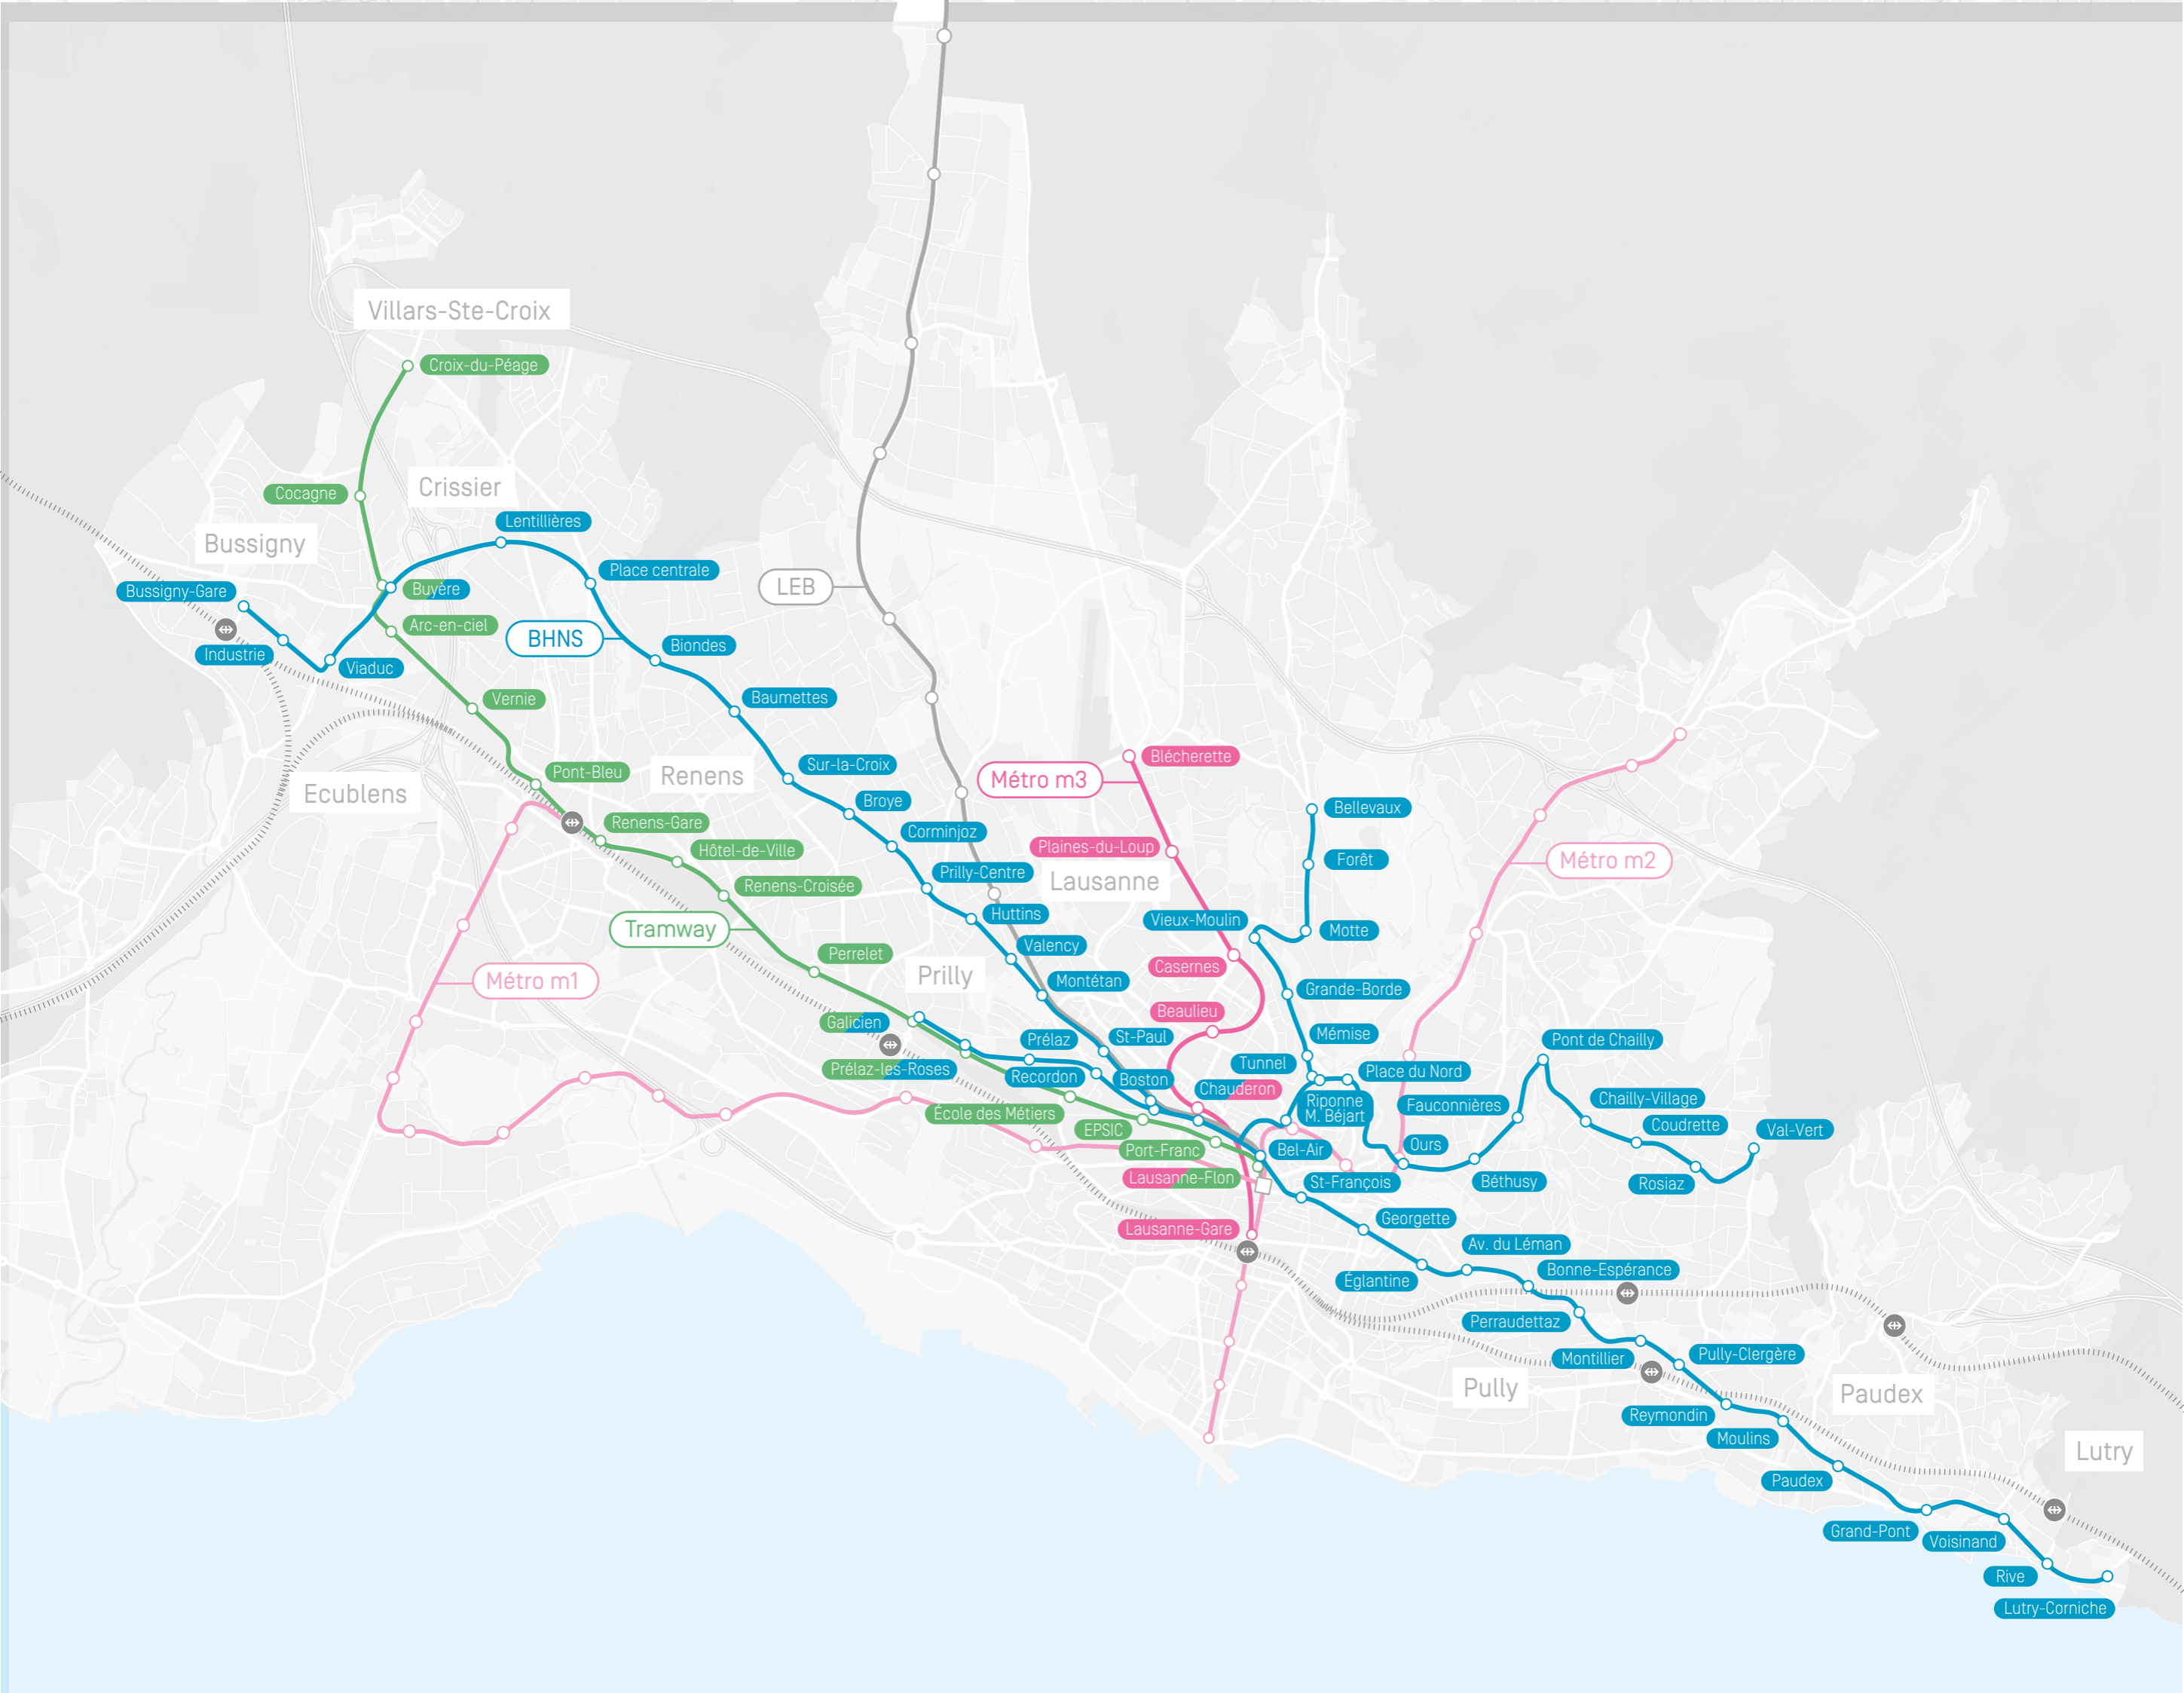 Villars-Ste-Croix
Croix-du-Péage
Crissier
Cocagne
Lentillières
Bussigny
Place centrale
LEB
Bussigny-Gare
Buyère
Arc-en-ciel
BHNS
Biondes
Industrie
Viaduc
Vernie
Baumettes
Blécherette
Sur-la-Croix
Pont-Bleu
Renens
Métro m3
Ecublens
Broye
Bellevaux
Renens-Gare
Corminjoz
Hôtel-de-Ville
Plaines-du-Loup
Forêt
Métro m2
Prilly-Centre
Lausanne
Renens-Croisée
Huttins
Vieux-Moulin
Motte
Tramway
Valency
Perrelet
Casernes
Prilly
Métro m1
Montétan
Grande-Borde
Beaulieu
Galicien
Prélaz
St-Paul
Mémise
Pont de Chailly
Tunnel
Prélaz-les-Roses
Recordon
Boston
Place du Nord
Chauderon
Chailly-Village
Riponne
M. Béjart
Fauconnières
École des Métiers
Coudrette
EPSIC
Val-Vert
Port-Franc
Bel-Air
Ours
Lausanne-Flon
St-François
Béthusy
Rosiaz
Georgette
Lausanne-Gare
Av. du Léman
Bonne-Espérance
Églantine
Perraudettaz
Montillier
Pully-Clergère
Pully
Paudex
Reymondin
Moulins
Lutry
Paudex
Grand-Pont
Voisinand
Rive
Lutry-Corniche